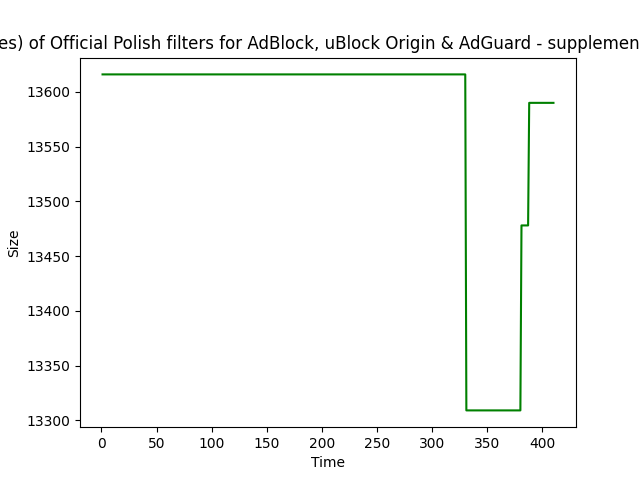 es) of Official Polish filters for AdBlock, uBlock Origin & AdGuard - supplemen
13600
13550
13500
13450
13400
13350
13300
Size
0 50 100 150 200 250 300 350 400
Time